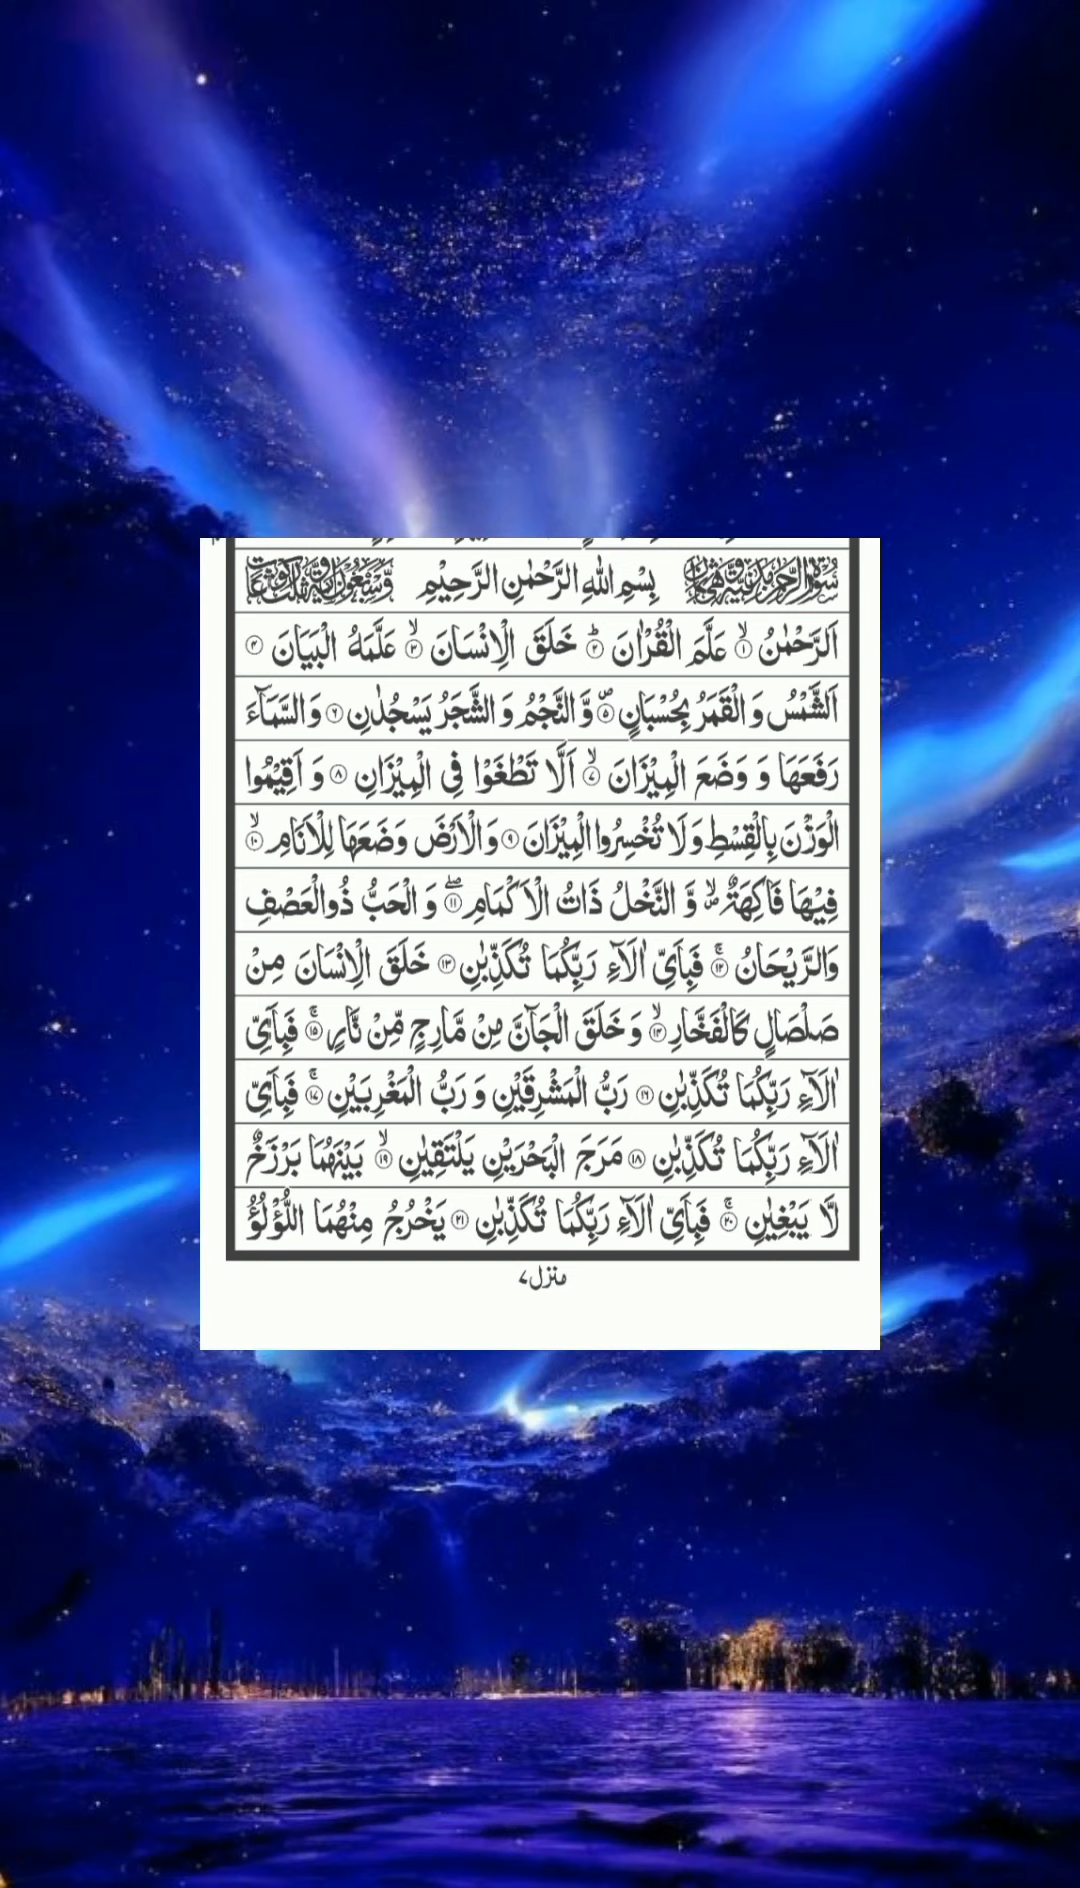 سُوْرَةُ الرَّحْمٰنِ مَدَنِيَّةٌ وَّهِيَ بِسْمِ اللّٰهِ الرَّحْمٰنِ الرَّحِيْمِ
اَلرَّحْمٰنُ ۙ﴿۱﴾ عَلَّمَ الْقُرْاٰنَ ؕ﴿۲﴾ خَلَقَ الْاِنْسَانَ ۙ﴿۳﴾ عَلَّمَهُ الْبَيَانَ ﴿۴﴾
اَلشَّمْسُ وَ الْقَمَرُ بِحُسْبَانٍ ۪﴿۵﴾ وَّ النَّجْمُ وَ الشَّجَرُ يَسْجُدٰنِ ﴿۶﴾ وَ السَّمَآءَ
رَفَعَهَا وَ وَضَعَ الْمِيْزَانَ ۙ﴿۷﴾ اَلَّا تَطْغَوْا فِي الْمِيْزَانِ ﴿۸﴾ وَ اَقِيْمُوا
الْوَزْنَ بِالْقِسْطِ وَ لَا تُخْسِرُوا الْمِيْزَانَ ﴿۹﴾ وَ الْاَرْضَ وَضَعَهَا لِلْاَنَامِ ۙ﴿۱۰﴾
فِيْهَا فَاكِهَةٌ ۪ۙ وَّ النَّخْلُ ذَاتُ الْاَكْمَامِ ۖ﴿۱۱﴾ وَ الْحَبُّ ذُو الْعَصْفِ
وَالرَّيْحَانُ ۚ﴿۱۲﴾ فَبِاَيِّ اٰلَآءِ رَبِّكُمَا تُكَذِّبٰنِ ﴿۱۳﴾ خَلَقَ الْاِنْسَانَ مِنْ
صَلْصَالٍ كَالْفَخَّارِ ۙ﴿۱۴﴾ وَ خَلَقَ الْجَآنَّ مِنْ مَّارِجٍ مِّنْ نَّارٍ ۚ﴿۱۵﴾ فَبِاَيِّ
اٰلَآءِ رَبِّكُمَا تُكَذِّبٰنِ ﴿۱۶﴾ رَبُّ الْمَشْرِقَيْنِ وَ رَبُّ الْمَغْرِبَيْنِ ۚ﴿۱۷﴾ فَبِاَيِّ
اٰلَآءِ رَبِّكُمَا تُكَذِّبٰنِ ﴿۱۸﴾ مَرَجَ الْبَحْرَيْنِ يَلْتَقِيٰنِ ۙ﴿۱۹﴾ بَيْنَهُمَا بَرْزَخٌ
لَّا يَبْغِيٰنِ ۚ﴿۲۰﴾ فَبِاَيِّ اٰلَآءِ رَبِّكُمَا تُكَذِّبٰنِ ﴿۲۱﴾ يَخْرُجُ مِنْهُمَا اللُّؤْلُؤُ
منزل ۷